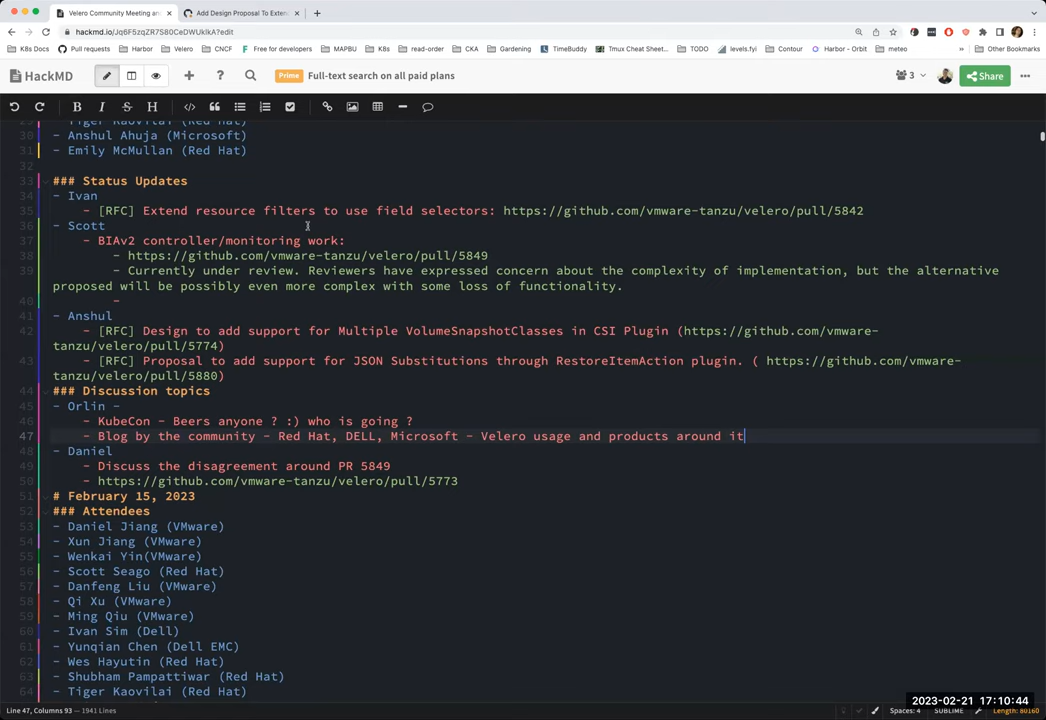 Velero Community Meeting an
Add Design Proposal To Exten
hackmd.io/Jq6F5zqZR7S80CeDWUkIkA?edit
K8s Docs
Pull requests
Harbor
Velero
CNCF
Free for developers
MAPBU
K8s
read-order
CKA
Gardening
TimeBuddy
Tmux Cheat Sheet...
TODO
levels.fyi
Contour
Harbor - Orbit
meteo
Other Bookmarks
HackMD
Prime
Full-text search on all paid plans
3
Share
29 - Tiger Kaovilai (Red Hat)
30 - Anshul Ahuja (Microsoft)
31 - Emily McMullan (Red Hat)
32
33 ### Status Updates
34 - Ivan
35 - [RFC] Extend resource filters to use field selectors: https://github.com/vmware-tanzu/velero/pull/5842
36 - Scott
37 - BIAv2 controller/monitoring work:
38 - https://github.com/vmware-tanzu/velero/pull/5849
39 - Currently under review. Reviewers have expressed concern about the complexity of implementation, but the alternative
proposed will be possibly even more complex with some loss of functionality.
40 -
41 - Anshul
42 - [RFC] Design to add support for Multiple VolumeSnapshotClasses in CSI Plugin (https://github.com/vmware-
tanzu/velero/pull/5774)
43 - [RFC] Proposal to add support for JSON Substitutions through RestoreItemAction plugin. ( https://github.com/vmware-
tanzu/velero/pull/5880)
44 ### Discussion topics
45 - Orlin -
46 - KubeCon - Beers anyone ? :) who is going ?
47 - Blog by the community - Red Hat, DELL, Microsoft - Velero usage and products around it
48 - Daniel
49 - Discuss the disagreement around PR 5849
50 - https://github.com/vmware-tanzu/velero/pull/5773
51 # February 15, 2023
52 ### Attendees
53 - Daniel Jiang (VMware)
54 - Xun Jiang (VMware)
55 - Wenkai Yin(VMware)
56 - Scott Seago (Red Hat)
57 - Danfeng Liu (VMware)
58 - Qi Xu (VMware)
59 - Ming Qiu (VMware)
60 - Ivan Sim (Dell)
61 - Yunqian Chen (Dell EMC)
62 - Wes Hayutin (Red Hat)
63 - Shubham Pampattiwar (Red Hat)
64 - Tiger Kaovilai (Red Hat)
2023-02-21 17:10:44
Line 47, Columns 93 — 1941 Lines
Spaces: 4
SUBLIME
Length: 80160